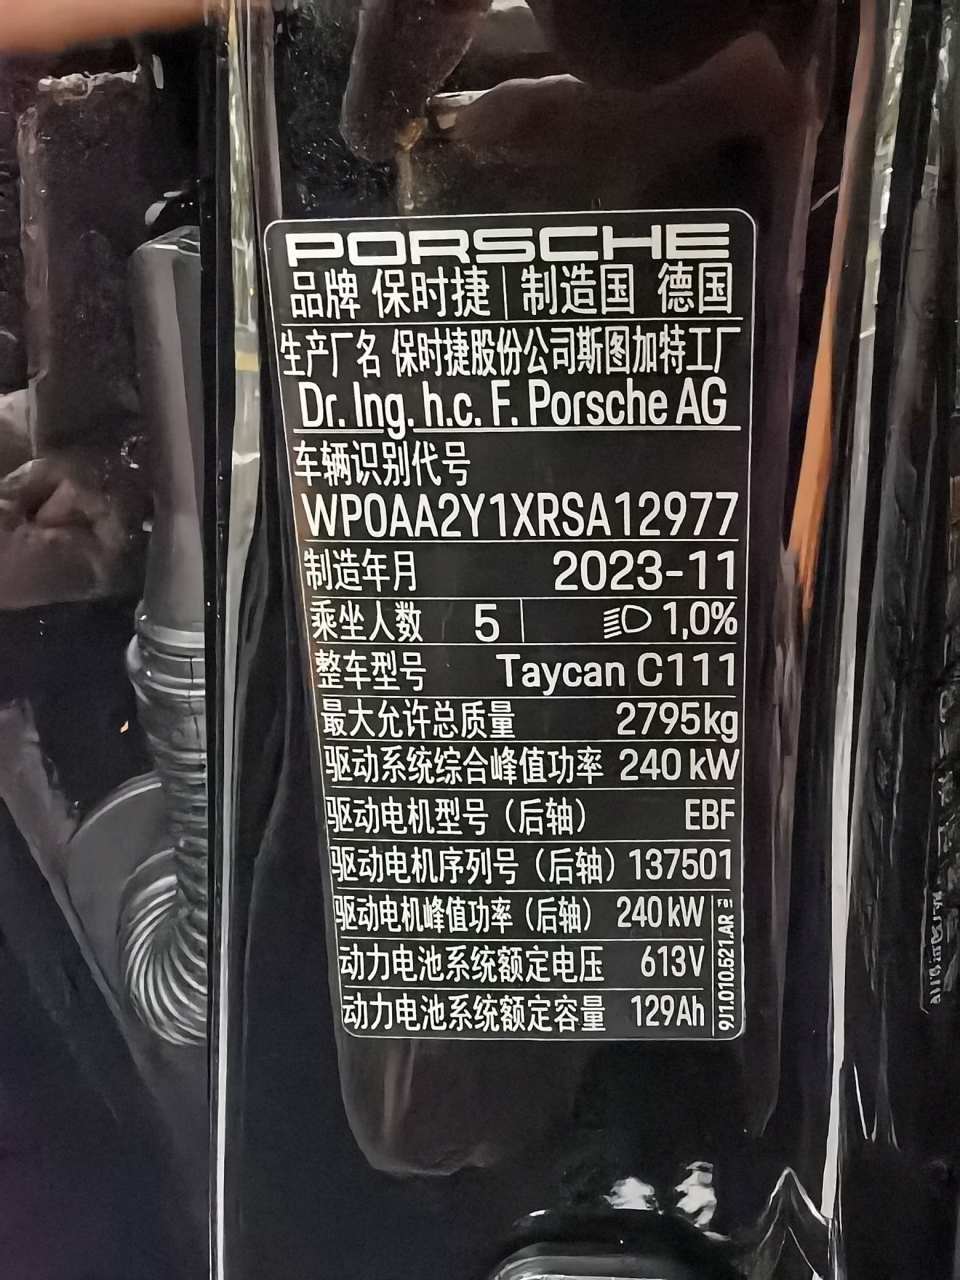 PORSCHE
品牌 保时捷 制造国 德国
生产厂名 保时捷股份公司斯图加特工厂
Dr. Ing. h.c. F. Porsche AG
车辆识别代号
WP0AA2Y1XRSA12977
制造年月 2023-11
乘坐人数 5 1,0%
整车型号 Taycan C111
最大允许总质量 2795kg
驱动系统综合峰值功率 240 kW
驱动电机型号（后轴） EBF
驱动电机序列号（后轴） 137501
驱动电机峰值功率（后轴） 240 kW
动力电池系统额定电压 613V
动力电池系统额定容量 129Ah
9J1.010.521.AR F01